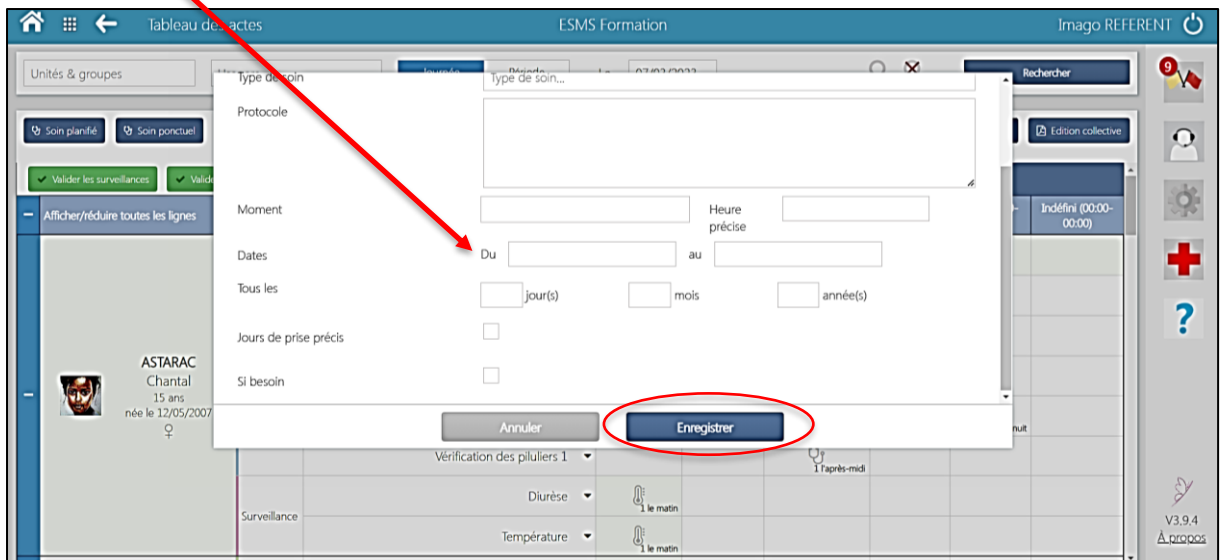 Tableau de actes ESMS Formation Imago REFERENT
Unités & groupes Rechercher 9
Type de soin Type de soin...
Protocole
Soin planifié Soin ponctuel Edition collective
Valider les surveillances
Afficher/réduire toutes les lignes Indéfini (00:00-
00:00)
Moment Heure
précise
Dates Du au
Tous les jour(s) mois année(s)
Jours de prise précis
Si besoin
ASTARAC
Chantal
15 ans
née le 12/05/2007
Annuler Enregistrer
nuit
Vérification des piluliers 1 1 l'après-midi
Surveillance
Diurèse 1 le matin
Température 1 le matin
?
V3.9.4
À propos